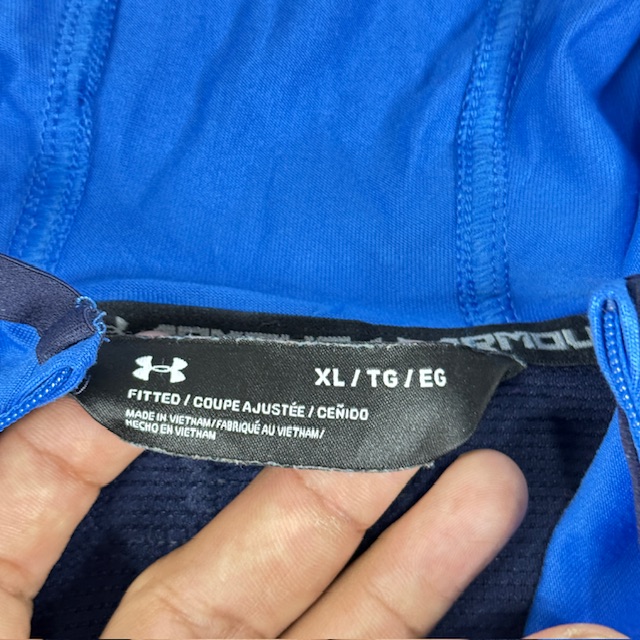 XL / TG / EG
FITTED / COUPE AJUSTÉE / CEÑIDO
MADE IN VIETNAM/FABRIQUÉ AU VIETNAM/
HECHO EN VIETNAM